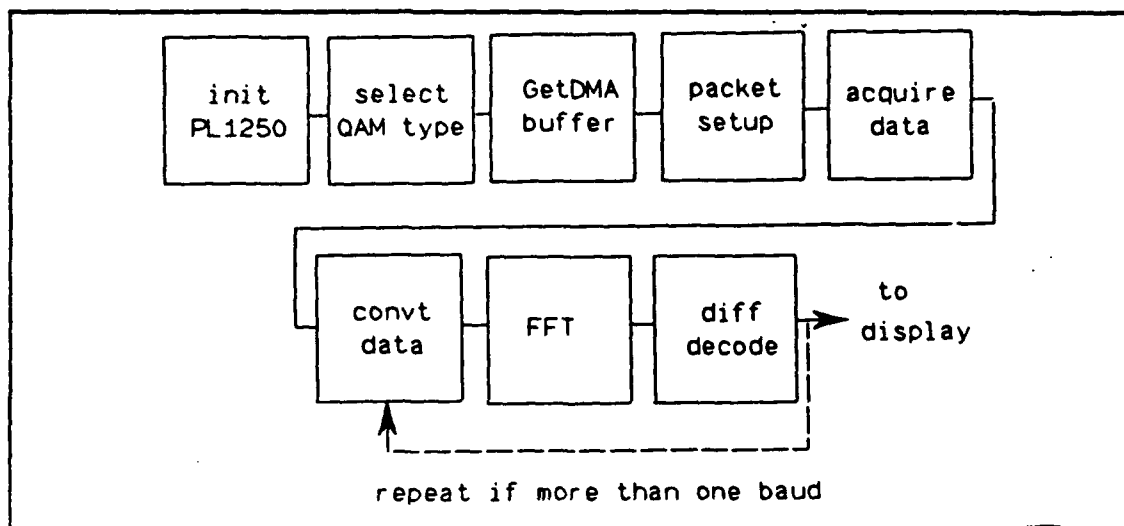 init
PL1250
select
QAM type
GetDMA
buffer
packet
setup
acquire
data
convt
data
FFT
diff
decode
to
display
repeat if more than one baud